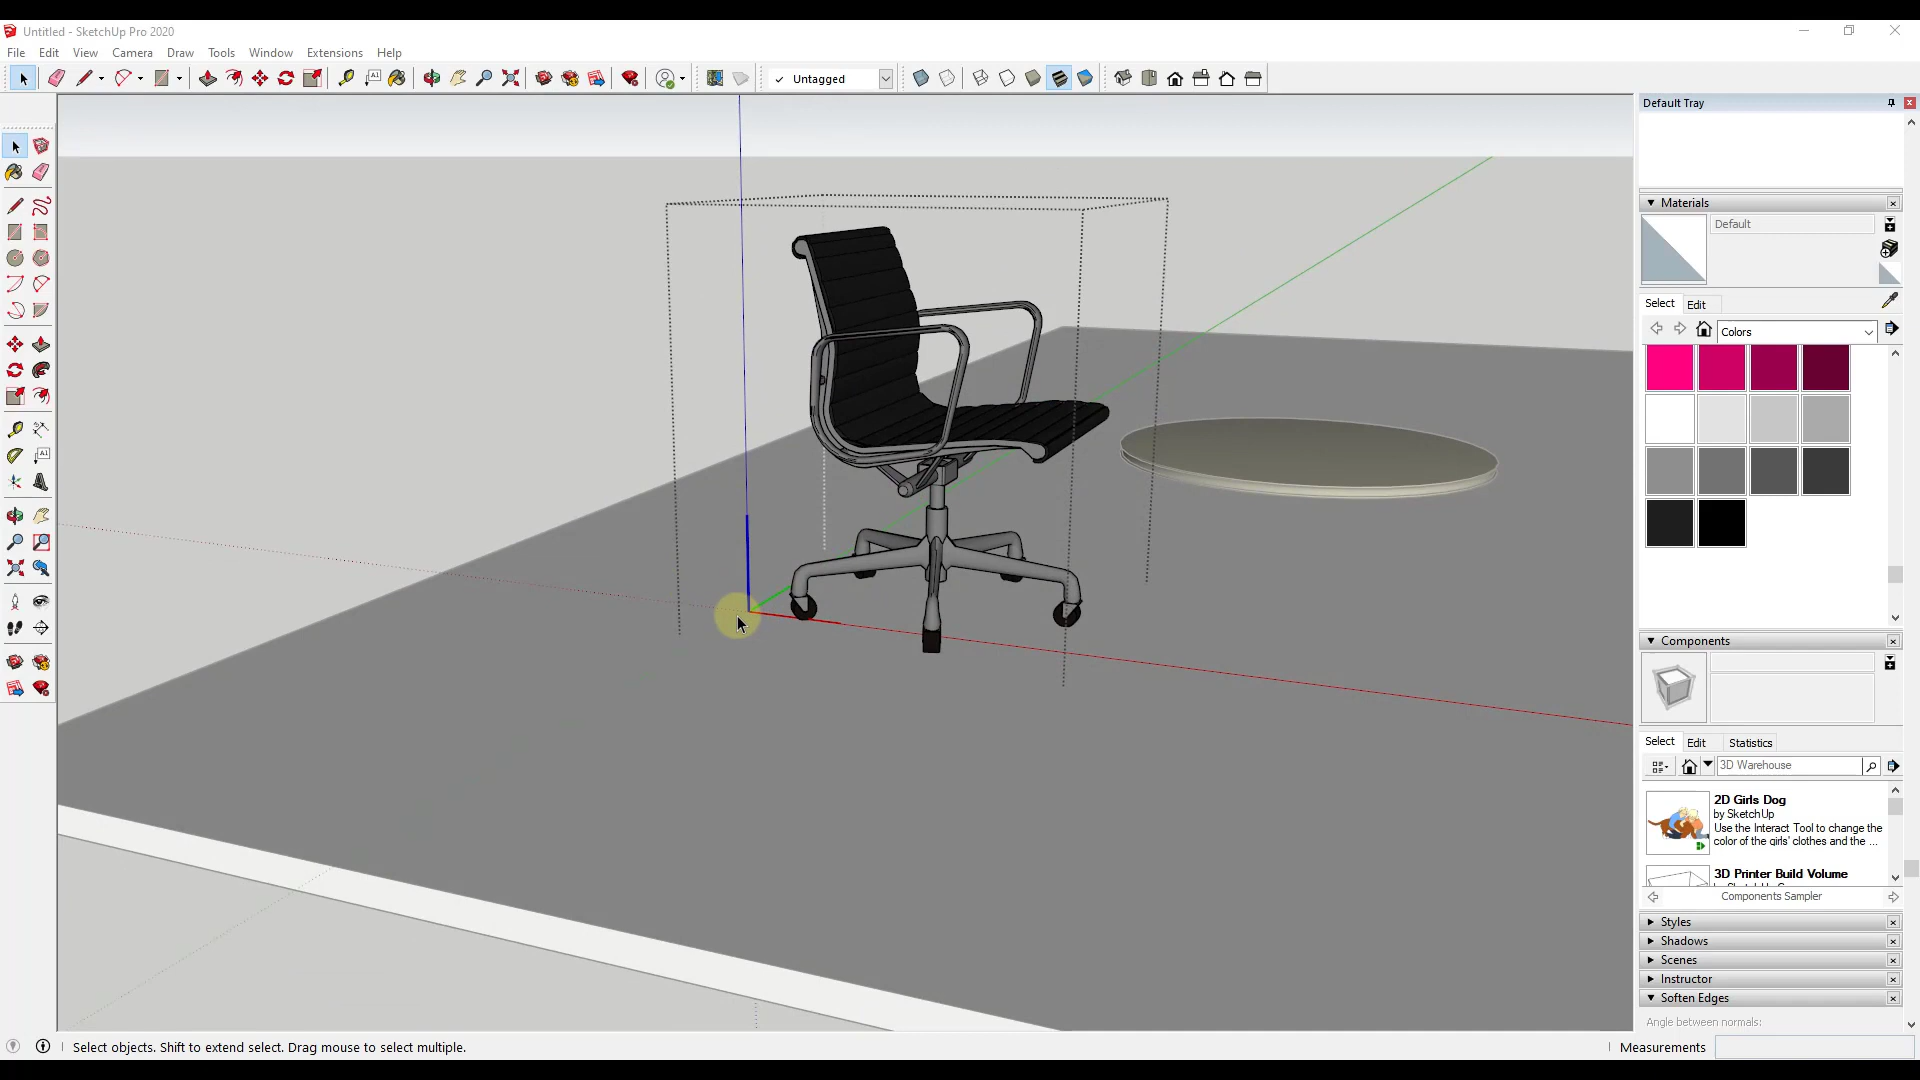 Untitled - SketchUp Pro 2020
File Edit View Camera Draw Tools Window Extensions Help
A1
✓ Untagged
Default Tray
Materials
Default
A1
Select Edit
Colors
Components
Select Edit Statistics
3D Warehouse
2D Girls Dog
by SketchUp
Use the Interact Tool to change the
color of the girls' clothes and the ...
3D Printer Build Volume
Components Sampler
Styles
Shadows
Scenes
Instructor
Soften Edges
Angle between normals:
Select objects. Shift to extend select. Drag mouse to select multiple.
Measurements